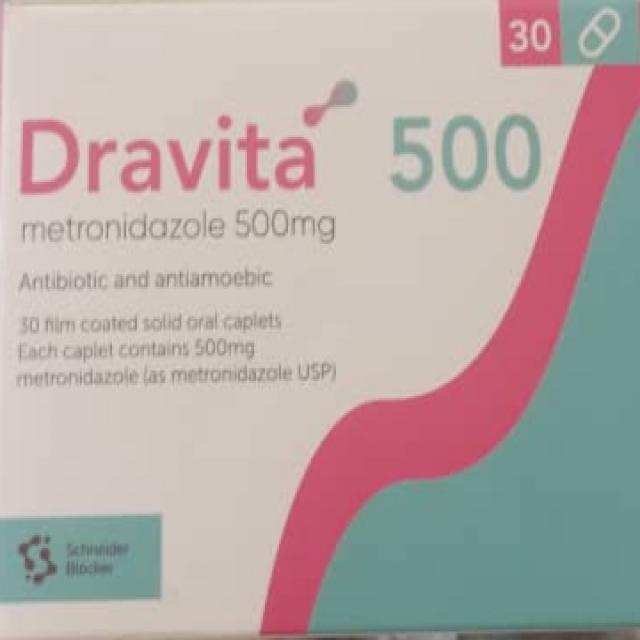 30
Dravita 500
metronidazole 500mg
Antibiotic and antiamoebic
30 film coated solid oral caplets
Each caplet contains 500mg
metronidazole (as metronidazole USP)
Schneider
Blocker